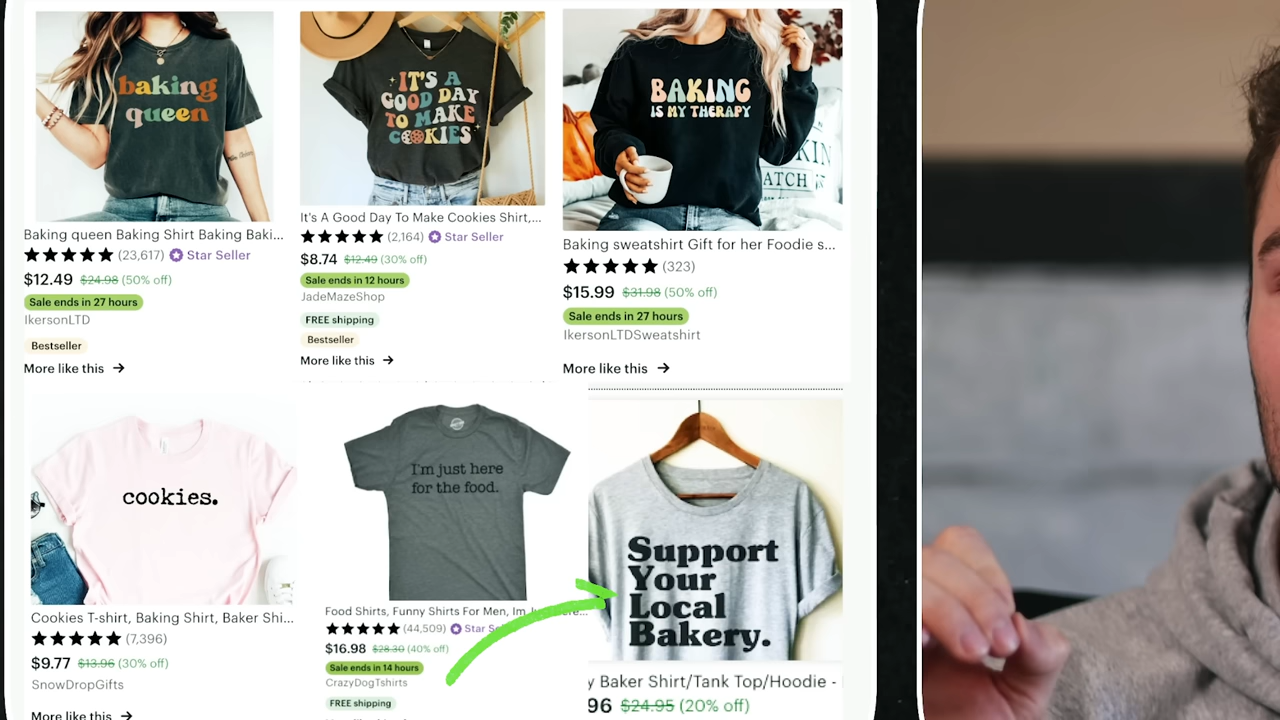 baking
queen
Baking queen Baking Shirt Baking Baki...
(23,617) Star Seller
$12.49 $24.98 (50% off)
Sale ends in 27 hours
IkersonLTD
Bestseller
More like this →
IT'S A
GOOD DAY
TO MAKE
COOKIES
It's A Good Day To Make Cookies Shirt,...
(2,164) Star Seller
$8.74 $12.49 (30% off)
Sale ends in 12 hours
JadeMazeShop
FREE shipping
Bestseller
More like this →
BAKING
IS MY THERAPY
Baking sweatshirt Gift for her Foodie s...
(323)
$15.99 $31.98 (50% off)
Sale ends in 27 hours
IkersonLTDSweatshirt
More like this →
cookies.
Cookies T-shirt, Baking Shirt, Baker Shi...
(7,396)
$9.77 $13.96 (30% off)
SnowDropGifts
More like this →
I'm just here
for the food.
Food Shirts, Funny Shirts For Men, Im
(44,509) Star
$16.98 $28.30 (40% off)
Sale ends in 14 hours
CrazyDogTshirts
FREE shipping
Support
Your
Local
Bakery.
y Baker Shirt/Tank Top/Hoodie -
96 $24.95 (20% off)